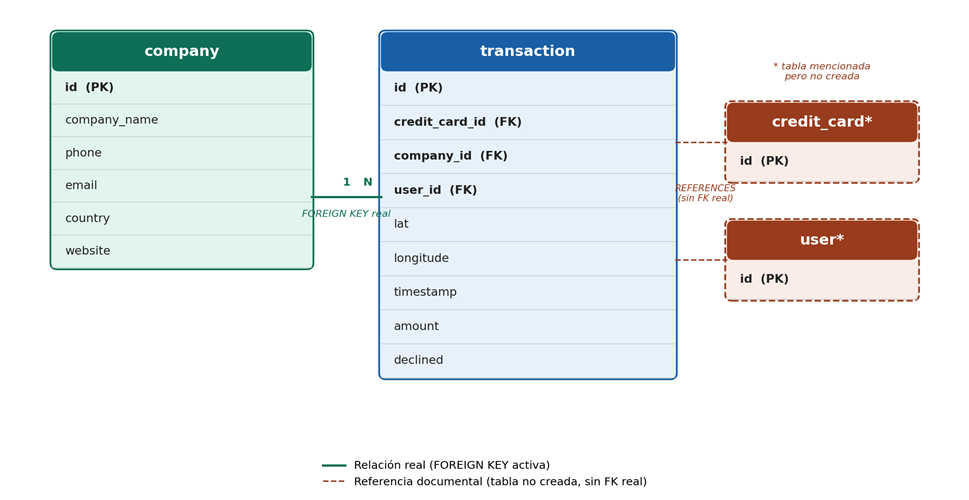 company
id (PK)
company_name
phone
email
country
website
1 N
FOREIGN KEY real
transaction
id (PK)
credit_card_id (FK)
company_id (FK)
user_id (FK)
lat
longitude
timestamp
amount
declined
* tabla mencionada
pero no creada
credit_card*
id (PK)
REFERENCES
(sin FK real)
user*
id (PK)
Relación real (FOREIGN KEY activa)
Referencia documental (tabla no creada, sin FK real)